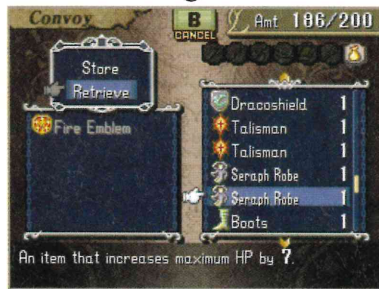 Convoy
B
CANCEL
Amt 186/200
Store
Retrieve
Fire Emblem
Dracoshield 1
Talisman 1
Talisman 1
Seraph Robe 1
Seraph Robe 1
Boots 1
An item that increases maximum HP by 7.